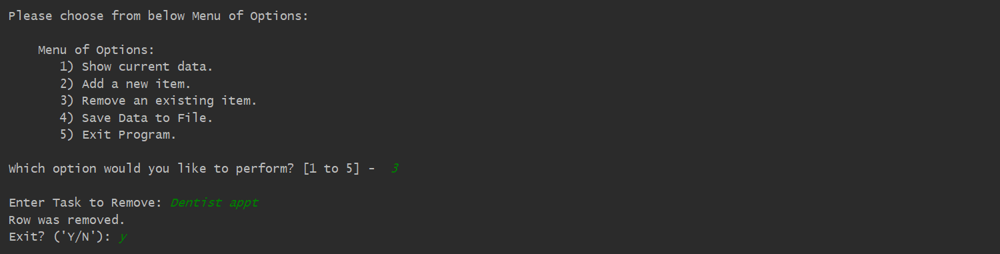 Please choose from below Menu of Options:
Menu of Options:
1) Show current data.
2) Add a new item.
3) Remove an existing item.
4) Save Data to File.
5) Exit Program.
Which option would you like to perform? [1 to 5] - 3
Enter Task to Remove: Dentist appt
Row was removed.
Exit? ('Y/N'): y